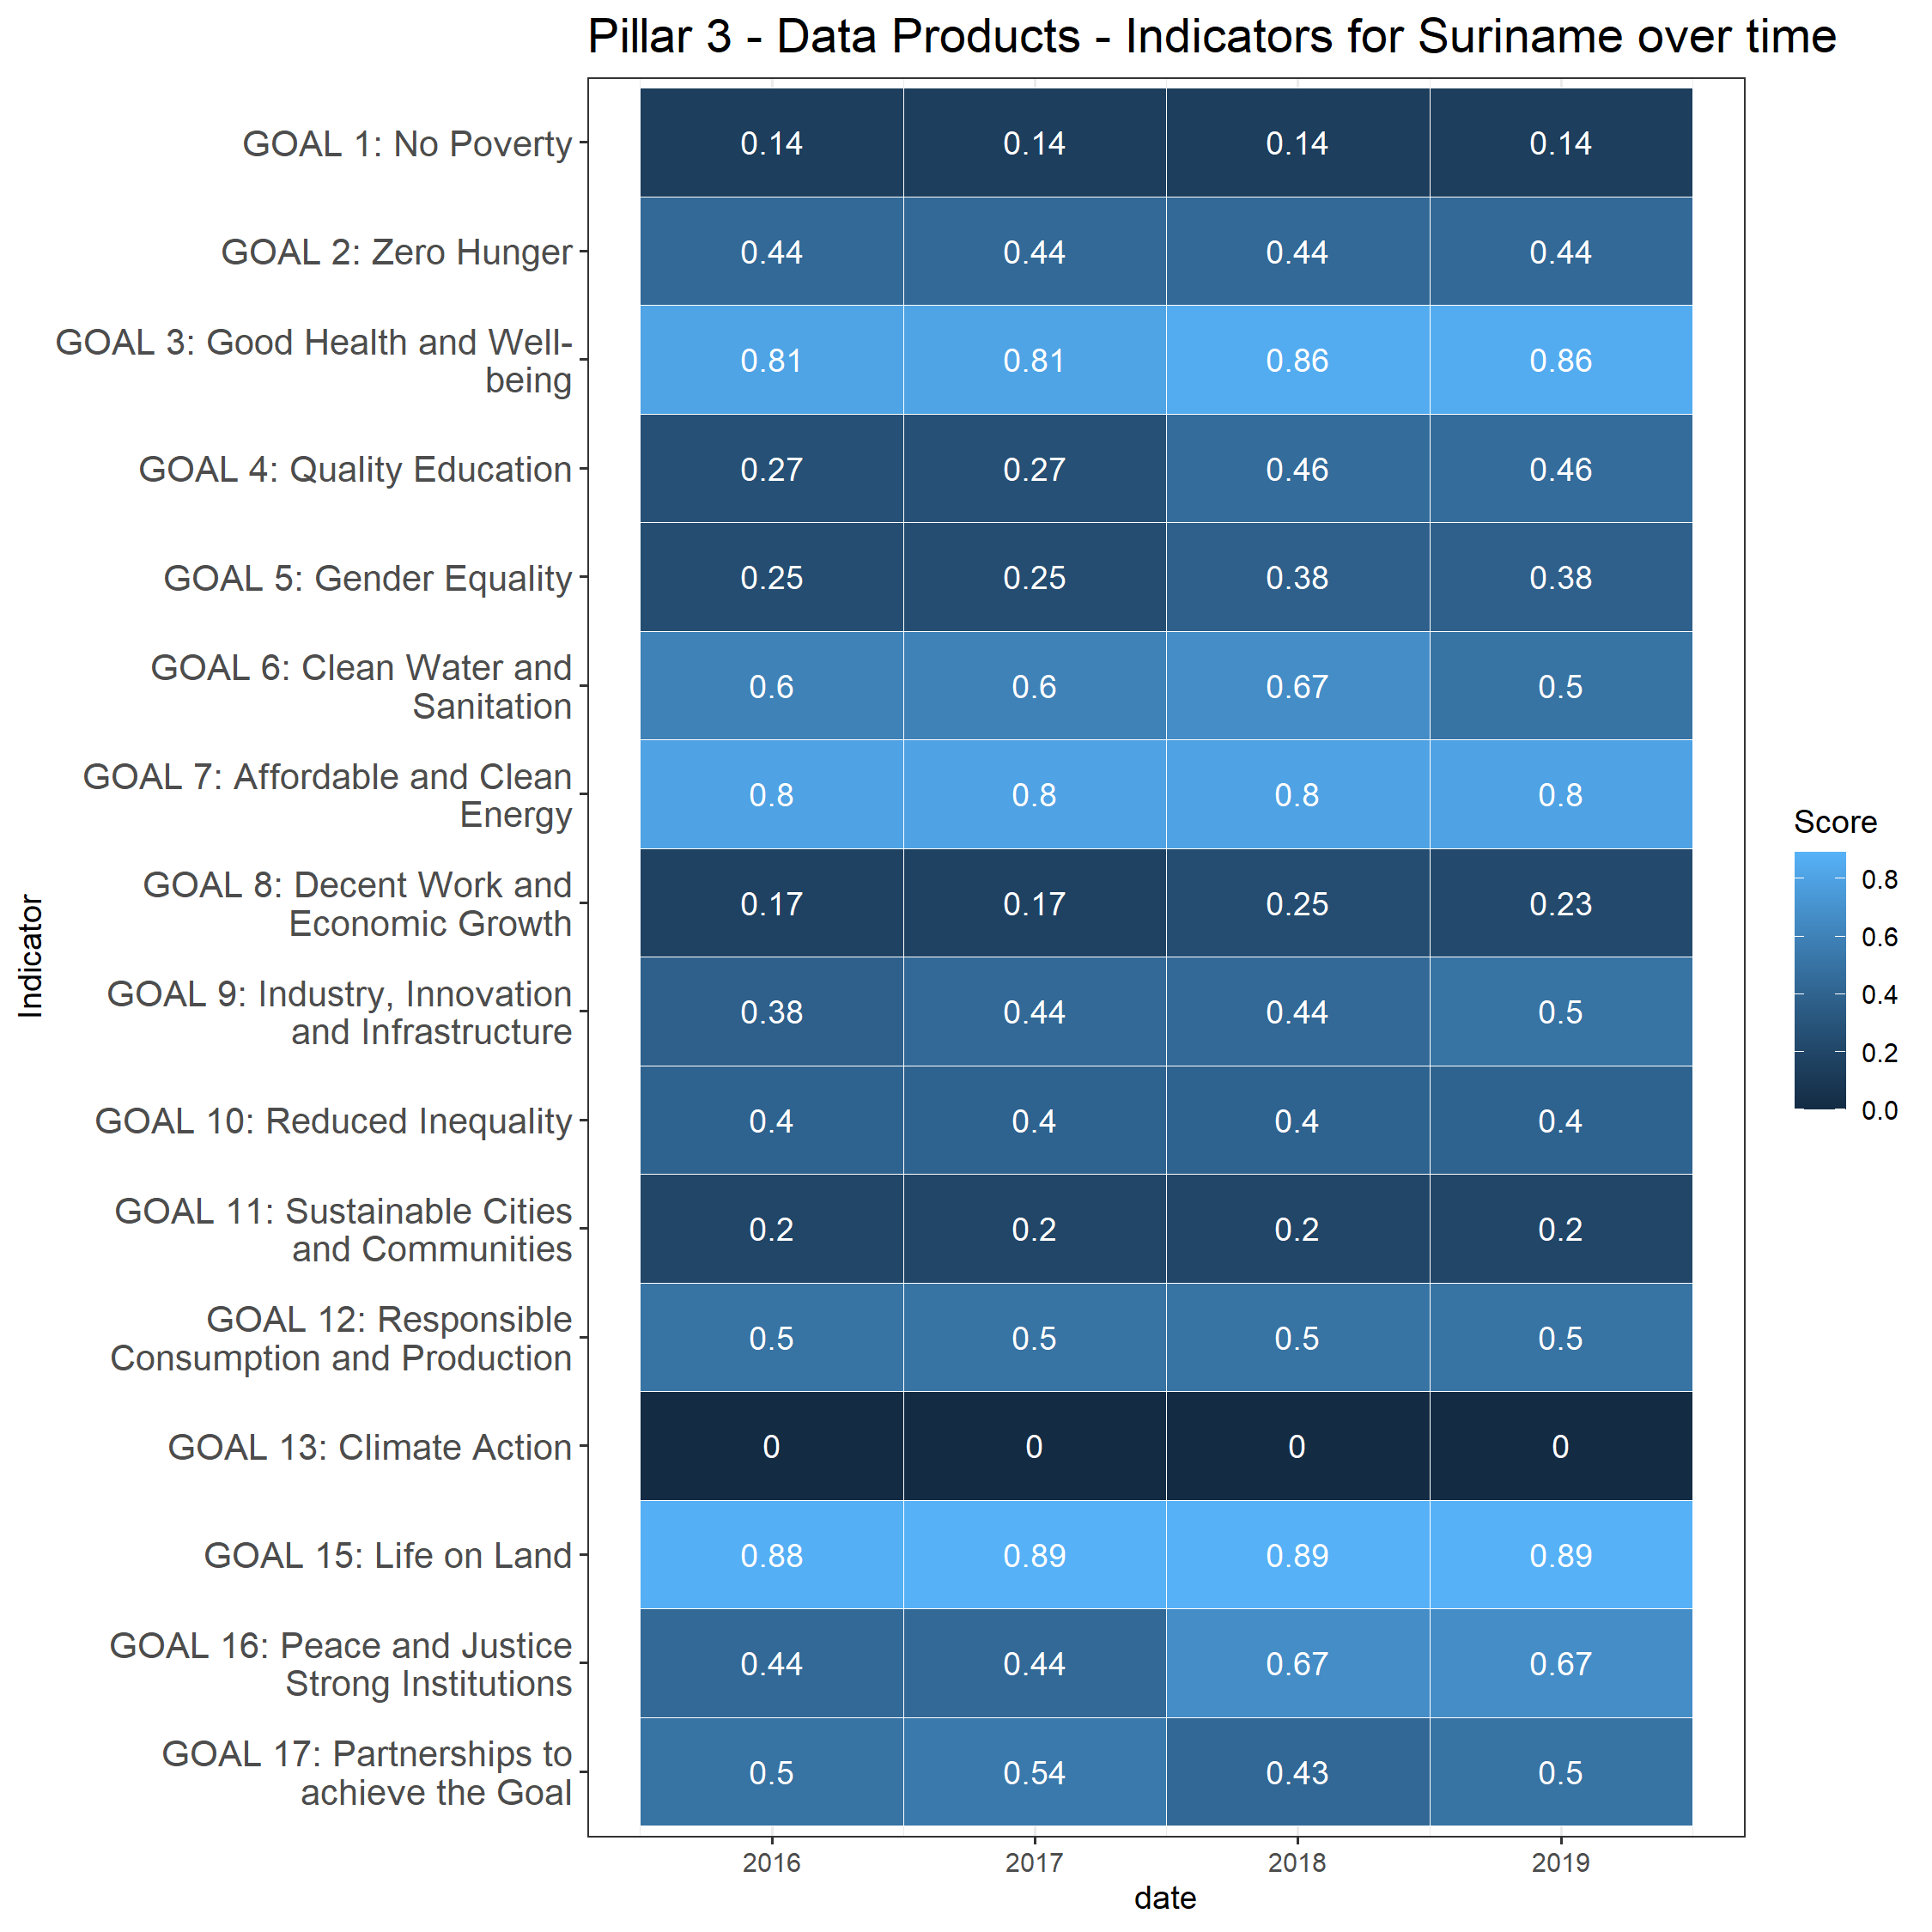 Pillar 3 - Data Products - Indicators for Suriname over time
Indicator
GOAL 1: No Poverty
0.14 0.14 0.14 0.14
GOAL 2: Zero Hunger
0.44 0.44 0.44 0.44
GOAL 3: Good Health and Well-
being
0.81 0.81 0.86 0.86
GOAL 4: Quality Education
0.27 0.27 0.46 0.46
GOAL 5: Gender Equality
0.25 0.25 0.38 0.38
GOAL 6: Clean Water and
Sanitation
0.6 0.6 0.67 0.5
GOAL 7: Affordable and Clean
Energy
0.8 0.8 0.8 0.8
GOAL 8: Decent Work and
Economic Growth
0.17 0.17 0.25 0.23
GOAL 9: Industry, Innovation
and Infrastructure
0.38 0.44 0.44 0.5
GOAL 10: Reduced Inequality
0.4 0.4 0.4 0.4
GOAL 11: Sustainable Cities
and Communities
0.2 0.2 0.2 0.2
GOAL 12: Responsible
Consumption and Production
0.5 0.5 0.5 0.5
GOAL 13: Climate Action
0 0 0 0
GOAL 15: Life on Land
0.88 0.89 0.89 0.89
GOAL 16: Peace and Justice
Strong Institutions
0.44 0.44 0.67 0.67
GOAL 17: Partnerships to
achieve the Goal
0.5 0.54 0.43 0.5
2016 2017 2018 2019
date
Score
0.8
0.6
0.4
0.2
0.0